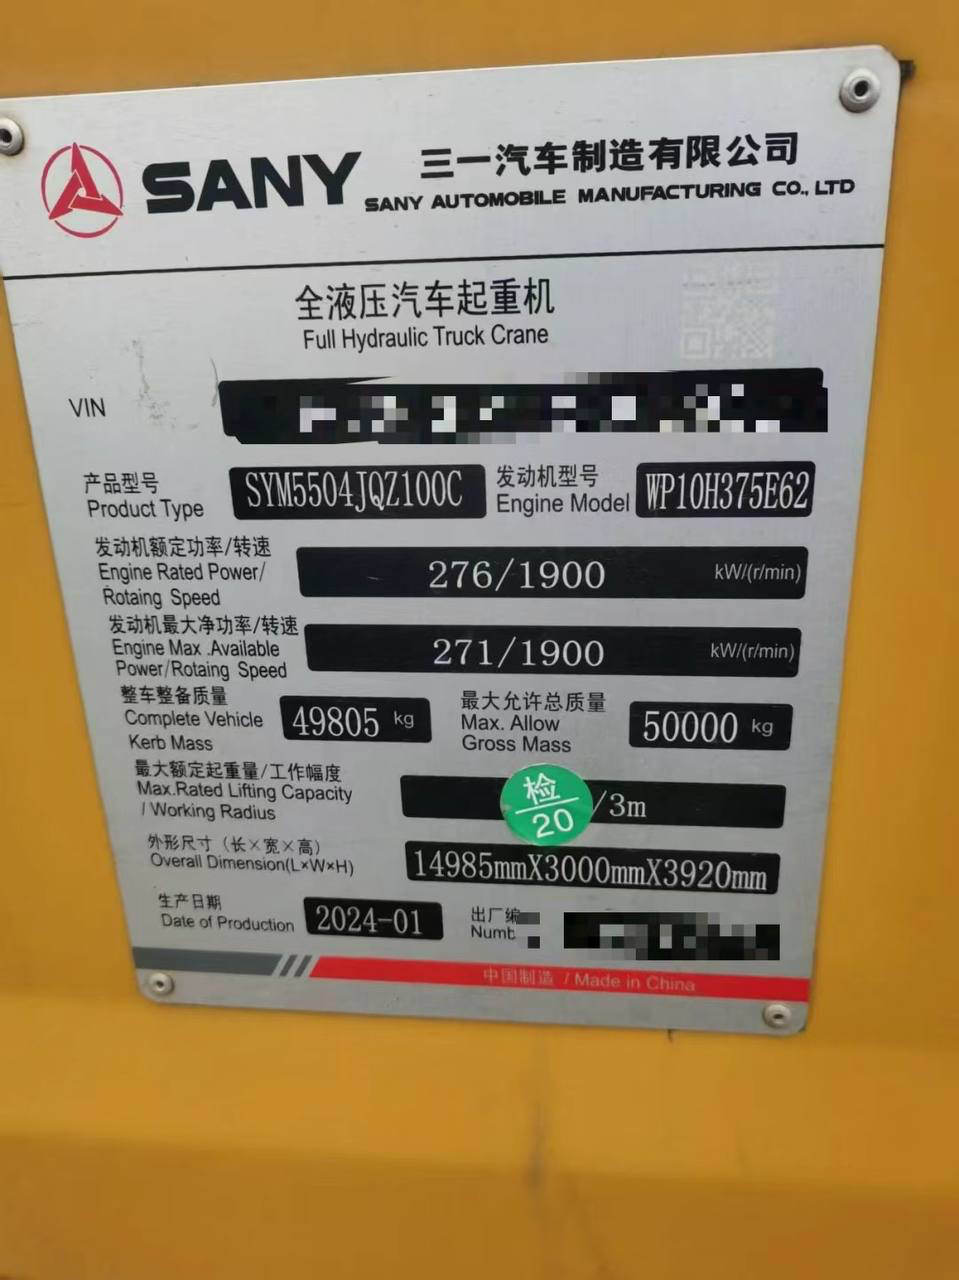 SANY
三一汽车制造有限公司
SANY AUTOMOBILE MANUFACTURING CO., LTD
全液压汽车起重机
Full Hydraulic Truck Crane
VIN
产品型号
Product Type
SYM5504JQZ100C
发动机型号
Engine Model
WP10H375E62
发动机额定功率/转速
Engine Rated Power/
Rotaing Speed
276/1900 kW/(r/min)
发动机最大净功率/转速
Engine Max .Available
Power/Rotaing Speed
271/1900 kW/(r/min)
整车整备质量
Complete Vehicle
Kerb Mass
49805 kg
最大允许总质量
Max. Allow
Gross Mass
50000 kg
最大额定起重量/工作幅度
Max.Rated Lifting Capacity
/ Working Radius
检
20
/3m
外形尺寸（长×宽×高）
Overall Dimension(L×W×H)
14985mmX3000mmX3920mm
生产日期
Date of Production
2024-01
出厂编
Numb
中国制造 / Made in China